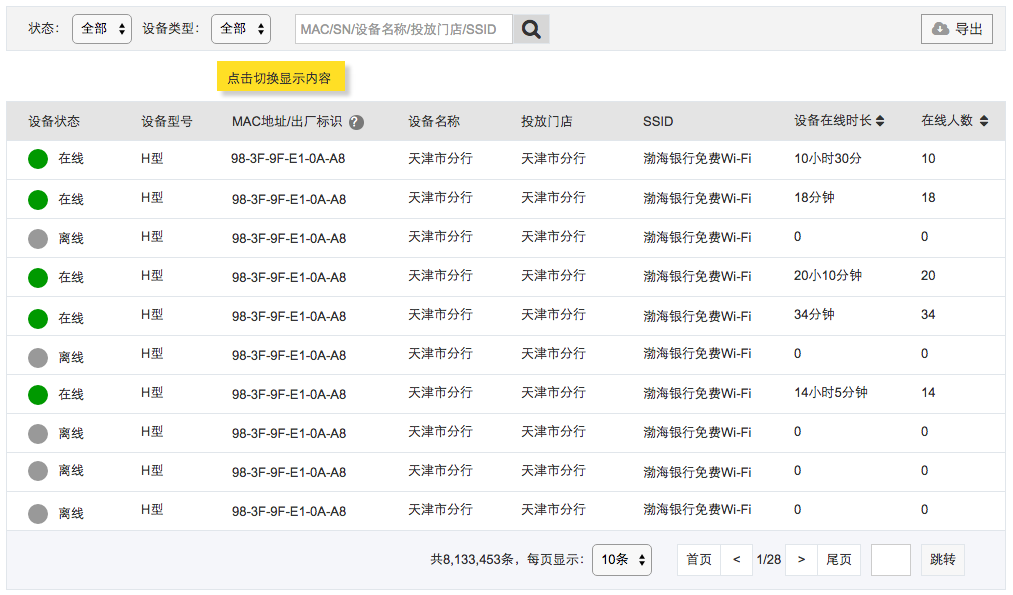 状态： 全部 设备类型： 全部 MAC/SN/设备名称/投放门店/SSID 导出
点击切换显示内容
设备状态 设备型号 MAC地址/出厂标识 ? 设备名称 投放门店 SSID 设备在线时长 在线人数
在线 H型 98-3F-9F-E1-0A-A8 天津市分行 天津市分行 渤海银行免费Wi-Fi 10小时30分 10
在线 H型 98-3F-9F-E1-0A-A8 天津市分行 天津市分行 渤海银行免费Wi-Fi 18分钟 18
离线 H型 98-3F-9F-E1-0A-A8 天津市分行 天津市分行 渤海银行免费Wi-Fi 0 0
在线 H型 98-3F-9F-E1-0A-A8 天津市分行 天津市分行 渤海银行免费Wi-Fi 20小10分钟 20
在线 H型 98-3F-9F-E1-0A-A8 天津市分行 天津市分行 渤海银行免费Wi-Fi 34分钟 34
离线 H型 98-3F-9F-E1-0A-A8 天津市分行 天津市分行 渤海银行免费Wi-Fi 0 0
在线 H型 98-3F-9F-E1-0A-A8 天津市分行 天津市分行 渤海银行免费Wi-Fi 14小时5分钟 14
离线 H型 98-3F-9F-E1-0A-A8 天津市分行 天津市分行 渤海银行免费Wi-Fi 0 0
离线 H型 98-3F-9F-E1-0A-A8 天津市分行 天津市分行 渤海银行免费Wi-Fi 0 0
离线 H型 98-3F-9F-E1-0A-A8 天津市分行 天津市分行 渤海银行免费Wi-Fi 0 0
共8,133,453条，每页显示： 10条 首页 < 1/28 > 尾页 跳转